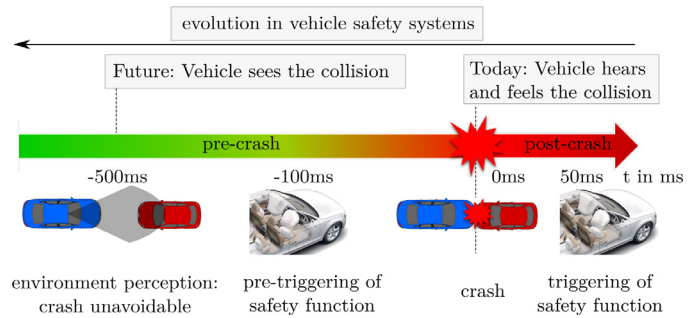 evolution in vehicle safety systems
Future: Vehicle sees the collision
Today: Vehicle hears
and feels the collision
pre-crash
post-crash
-500ms
-100ms
0ms
50ms
t in ms
environment perception:
crash unavoidable
pre-triggering of
safety function
crash
triggering of
safety function